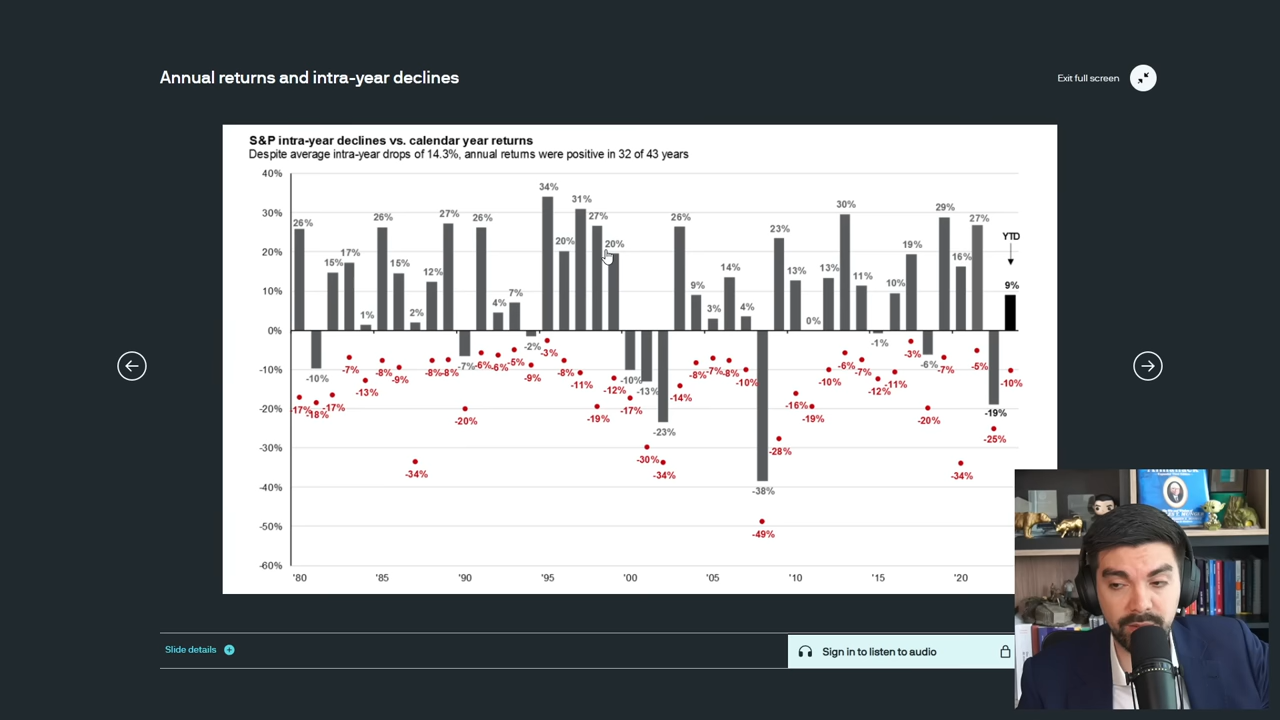 Annual returns and intra-year declines
Exit full screen
S&P intra-year declines vs. calendar year returns
Despite average intra-year drops of 14.3%, annual returns were positive in 32 of 43 years
40%
30%
20%
10%
0%
-10%
-20%
-30%
-40%
-50%
-60%
26% -10% 15% 17% 1% 26% 15% 2% 12% 27% -7% 26% 4% 7% -2% 34% 20% 31% 27% 20% -10% -13% -23% 26% 9% 3% 14% 4% -38% 23% 13% 0% 13% 30% 11% -1% 10% 19% -6% 29% 16% 27% -19% 9%
YTD
-17% -18% -17% -7% -13% -8% -9% -34% -8% -8% -20% -6% -6% -5% -9% -3% -8% -11% -19% -12% -17% -30% -34% -14% -8% -7% -8% -10% -49% -28% -16% -19% -10% -6% -7% -12% -11% -3% -20% -7% -34% -5% -25% -10%
'80 '85 '90 '95 '00 '05 '10 '15 '20
Slide details
Sign in to listen to audio